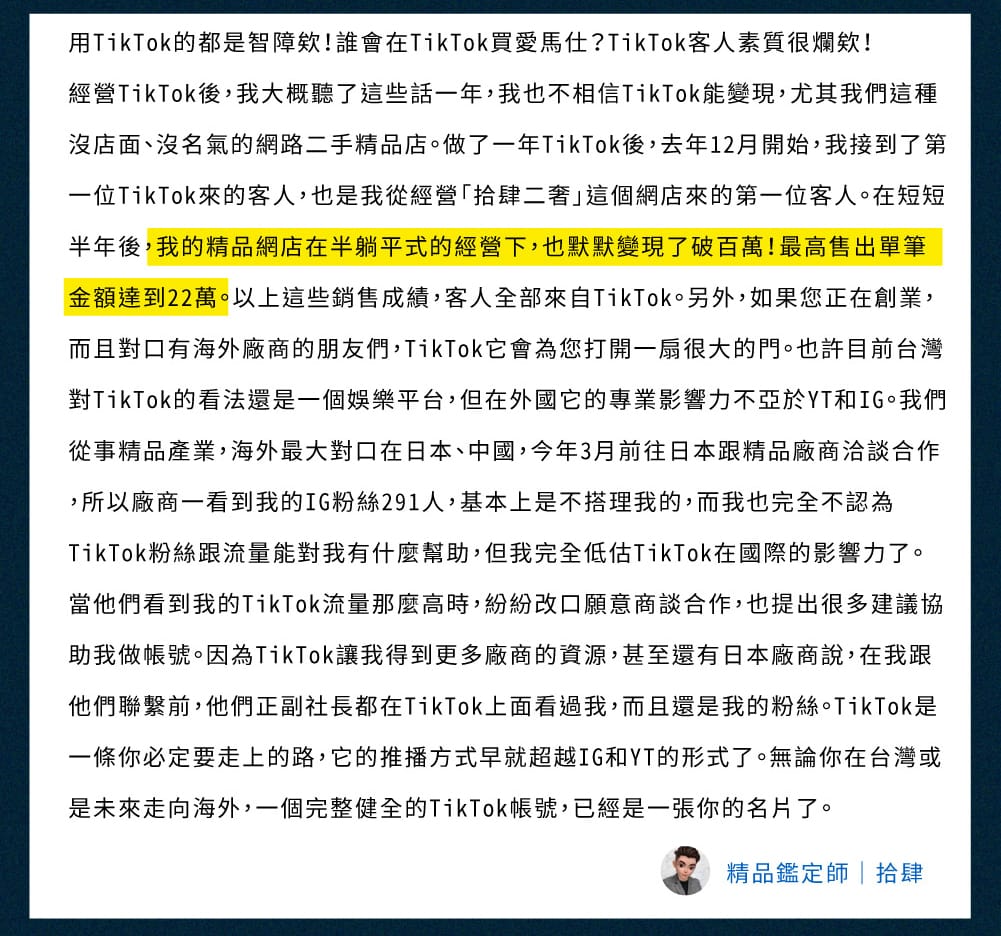 用TikTok的都是智障欸!誰會在TikTok買愛馬仕?TikTok客人素質很爛欸!
經營TikTok後,我大概聽了這些話一年,我也不相信TikTok能變現,尤其我們這種
沒店面、沒名氣的網路二手精品店。做了一年TikTok後,去年12月開始,我接到了第
一位TikTok來的客人,也是我從經營「拾肆二奢」這個網店來的第一位客人。在短短
半年後,我的精品網店在半躺平式的經營下,也默默變現了破百萬!最高售出單筆
金額達到22萬。以上這些銷售成績,客人全部來自TikTok。另外,如果您正在創業,
而且對口有海外廠商的朋友們,TikTok它會為您打開一扇很大的門。也許目前台灣
對TikTok的看法還是一個娛樂平台,但在外國它的專業影響力不亞於YT和IG。我們
從事精品產業,海外最大對口在日本、中國,今年3月前往日本跟精品廠商洽談合作
,所以廠商一看到我的IG粉絲291人,基本上是不搭理我的,而我也完全不認為
TikTok粉絲跟流量能對我有什麼幫助,但我完全低估TikTok在國際的影響力了。
當他們看到我的TikTok流量那麼高時,紛紛改口願意商談合作,也提出很多建議協
助我做帳號。因為TikTok讓我得到更多廠商的資源,甚至還有日本廠商說,在我跟
他們聯繫前,他們正副社長都在TikTok上面看過我,而且還是我的粉絲。TikTok是
一條你必定要走上的路,它的推播方式早就超越IG和YT的形式了。無論你在台灣或
是未來走向海外,一個完整健全的TikTok帳號,已經是一張你的名片了。
精品鑑定師｜拾肆